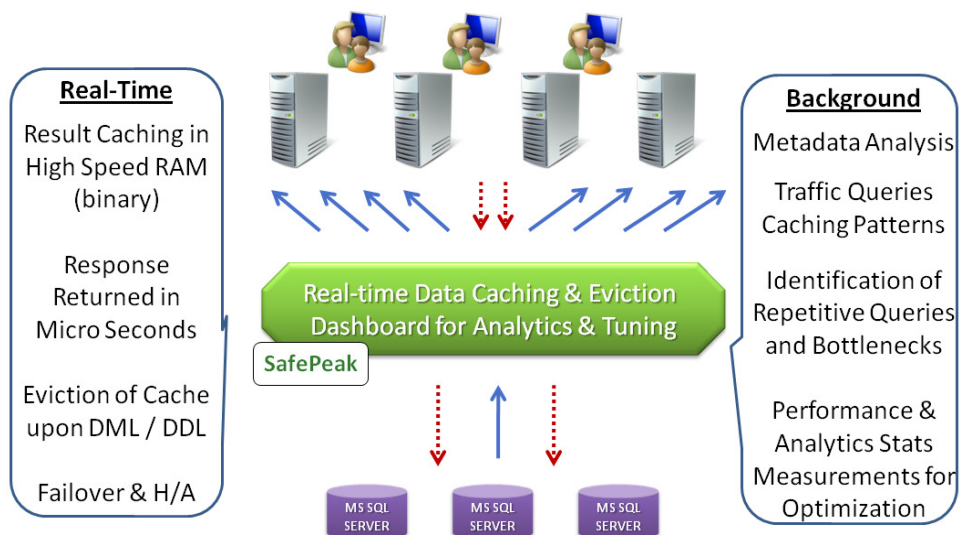 Real-Time
Result Caching in
High Speed RAM
(binary)
Response
Returned in
Micro Seconds
Eviction of Cache
upon DML / DDL
Failover & H/A
Real-time Data Caching & Eviction
Dashboard for Analytics & Tuning
SafePeak
MS SQL
SERVER
MS SQL
SERVER
MS SQL
SERVER
Background
Metadada Analysis
Traffic Queries
Caching Patterns
Identification of
Repetitive Queries
and Bottlenecks
Performance &
Analytics Stats
Measurements for
Optimization